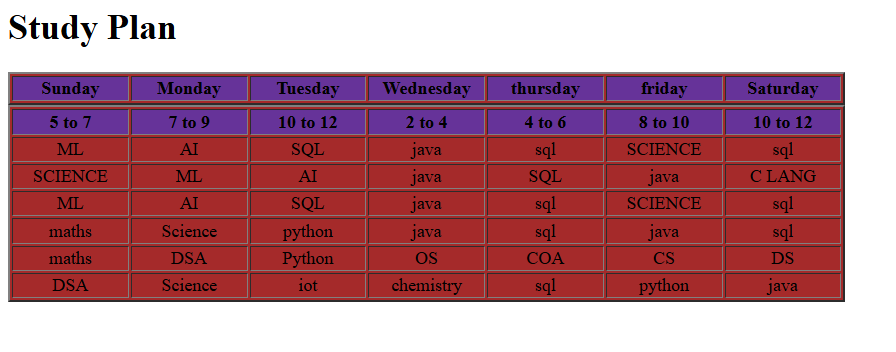 Study Plan
Sunday Monday Tuesday Wednesday thursday friday Saturday
5 to 7 7 to 9 10 to 12 2 to 4 4 to 6 8 to 10 10 to 12
ML AI SQL java sql SCIENCE sql
SCIENCE ML AI java SQL java C LANG
ML AI SQL java sql SCIENCE sql
maths Science python java sql java sql
maths DSA Python OS COA CS DS
DSA Science iot chemistry sql python java